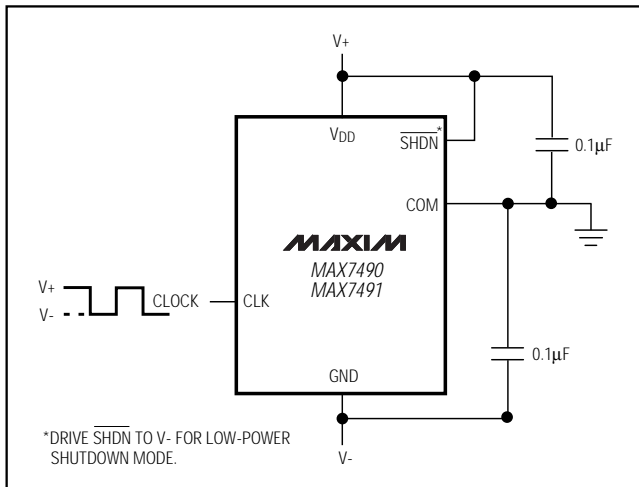 V+
VDD
SHDN*
0.1µF
COM
MAXIM
MAX7490
MAX7491
V+
V-
CLOCK
CLK
0.1µF
GND
*DRIVE SHDN TO V- FOR LOW-POWER
SHUTDOWN MODE.
V-